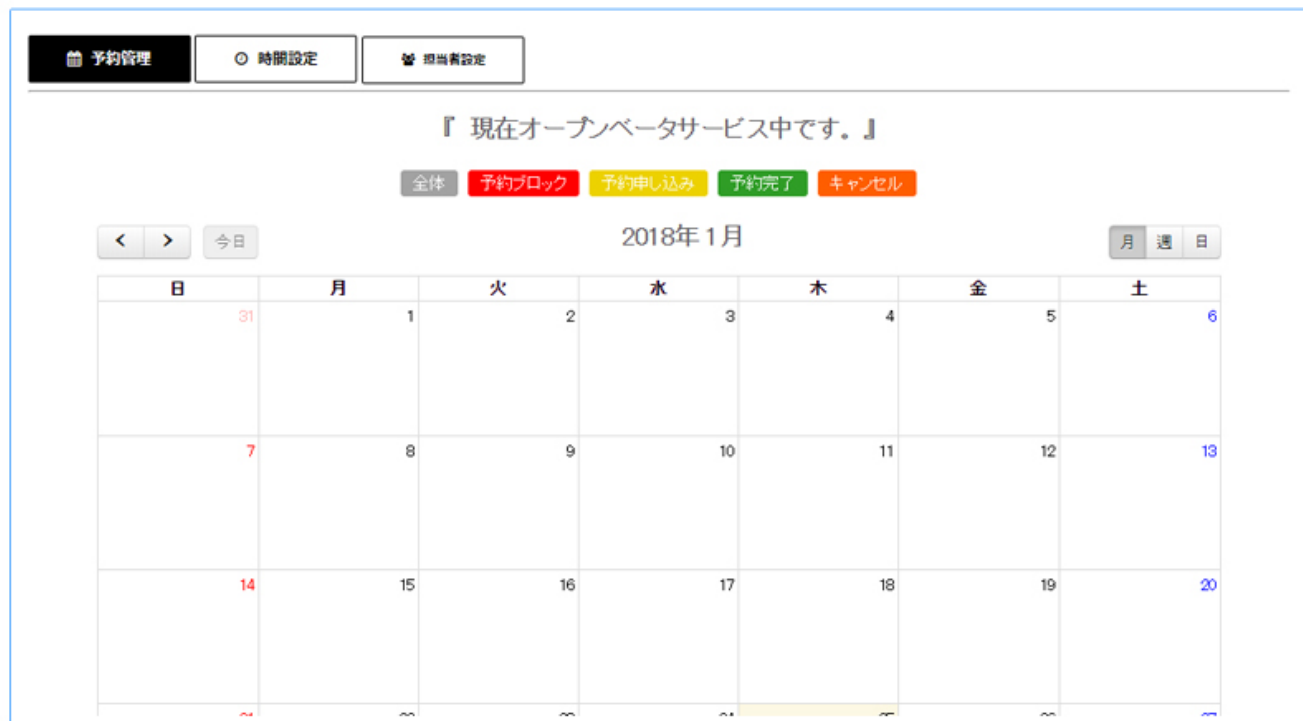 予約管理 時間設定 担当者設定
『 現在オープンベータサービス中です。』
全体 予約ブロック 予約申し込み 予約完了 キャンセル
今日 2018年 1月 月 週 日
日 月 火 水 木 金 土
31 1 2 3 4 5 6
7 8 9 10 11 12 13
14 15 16 17 18 19 20